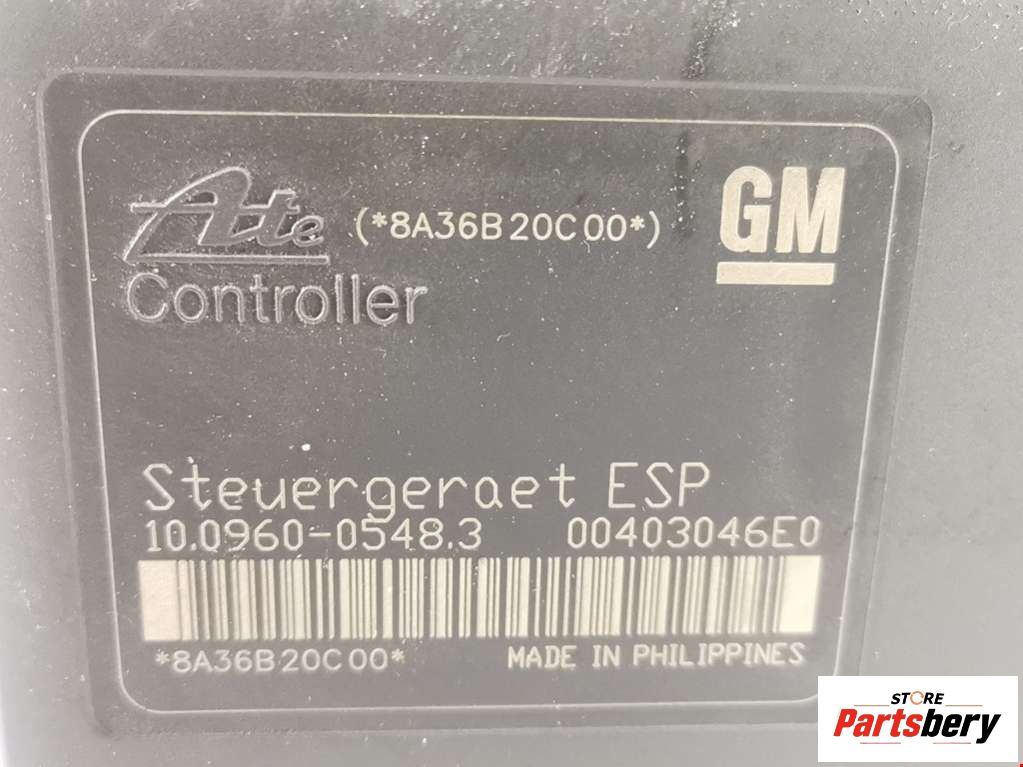 Ate (*8A36B20C00*) GM
Controller
Steuergeraet ESP
10.0960-0548.3 00403046E0
*8A36B20C00* MADE IN PHILIPPINES
STORE
Partsbery